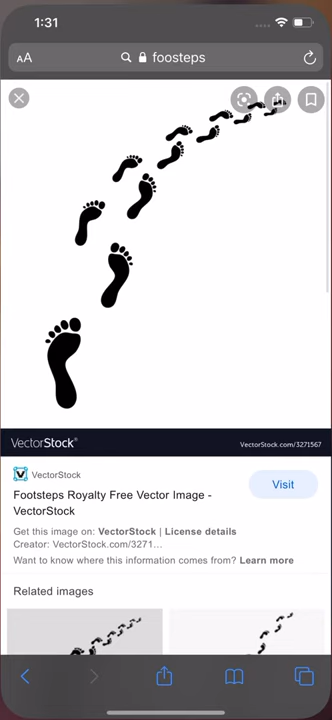 1:31
AA
foosteps
VectorStock®
VectorStock.com/3271567
VectorStock
Visit
Footsteps Royalty Free Vector Image -
VectorStock
Get this image on: VectorStock | License details
Creator: VectorStock.com/3271...
Want to know where this information comes from? Learn more
Related images